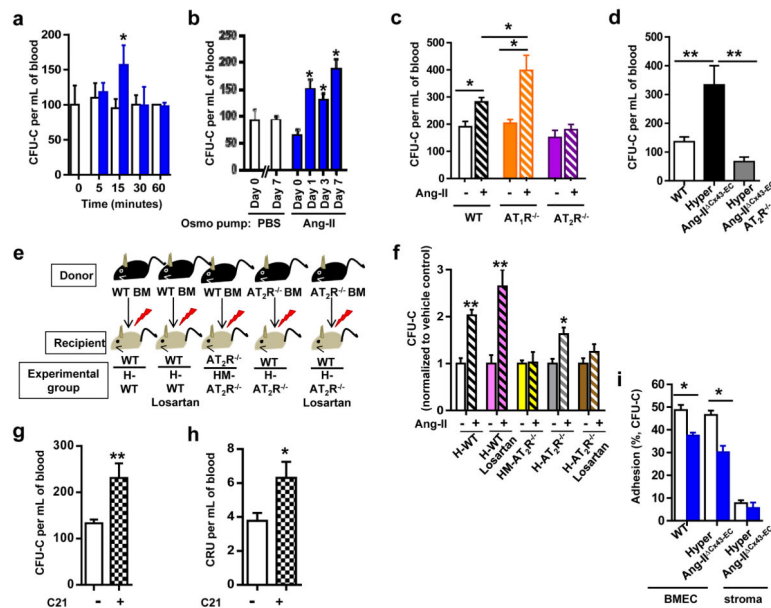 a
CFU-C per mL of blood
250
200
150
100
50
0
*
0 5 15 30 60
Time (minutes)
b
CFU-C per mL of blood
250
200
150
100
50
0
* * *
Day 0 Day 7 Day 0 Day 1 Day 3 Day 7
Osmo pump: PBS Ang-II
c
CFU-C per mL of blood
500
400
300
200
100
0
* * *
Ang-II - + - + - +
WT AT1R-/- AT2R-/-
d
CFU-C per mL of blood
500
400
300
200
100
0
** **
WT
Hyper Ang-IIΔCx43-EC
Hyper Ang-IIΔCx43-EC AT2R-/-
e
Donor
WT BM WT BM WT BM AT2R-/- BM AT2R-/- BM
Recipient
WT WT AT2R-/- WT WT
Experimental group
H-WT
H-WT Losartan
HM-AT2R-/-
H-AT2R-/-
H-AT2R-/- Losartan
f
CFU-C
(normalized to vehicle control)
4
3
2
1
0
** ** *
Ang-II - + - + - + - + - +
H-WT
H-WT Losartan
HM-AT2R-/-
H-AT2R-/-
H-AT2R-/- Losartan
g
CFU-C per mL of blood
300
200
100
0
**
C21 - +
h
CRU per mL of blood
8
6
4
2
0
*
C21 - +
i
Adhesion (%, CFU-C)
60
50
40
30
20
10
0
* *
WT
Hyper Ang-IIΔCx43-EC
Hyper Ang-IIΔCx43-EC
BMEC stroma